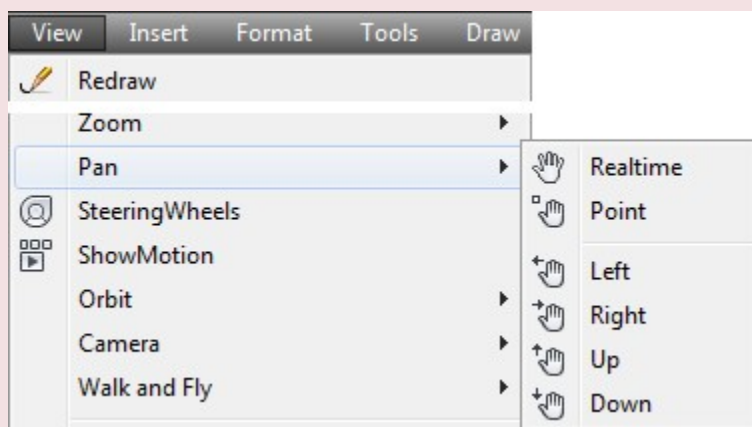 View Insert Format Tools Draw
Redraw
Zoom
Pan
SteeringWheels
ShowMotion
Orbit
Camera
Walk and Fly
Realtime
Point
Left
Right
Up
Down